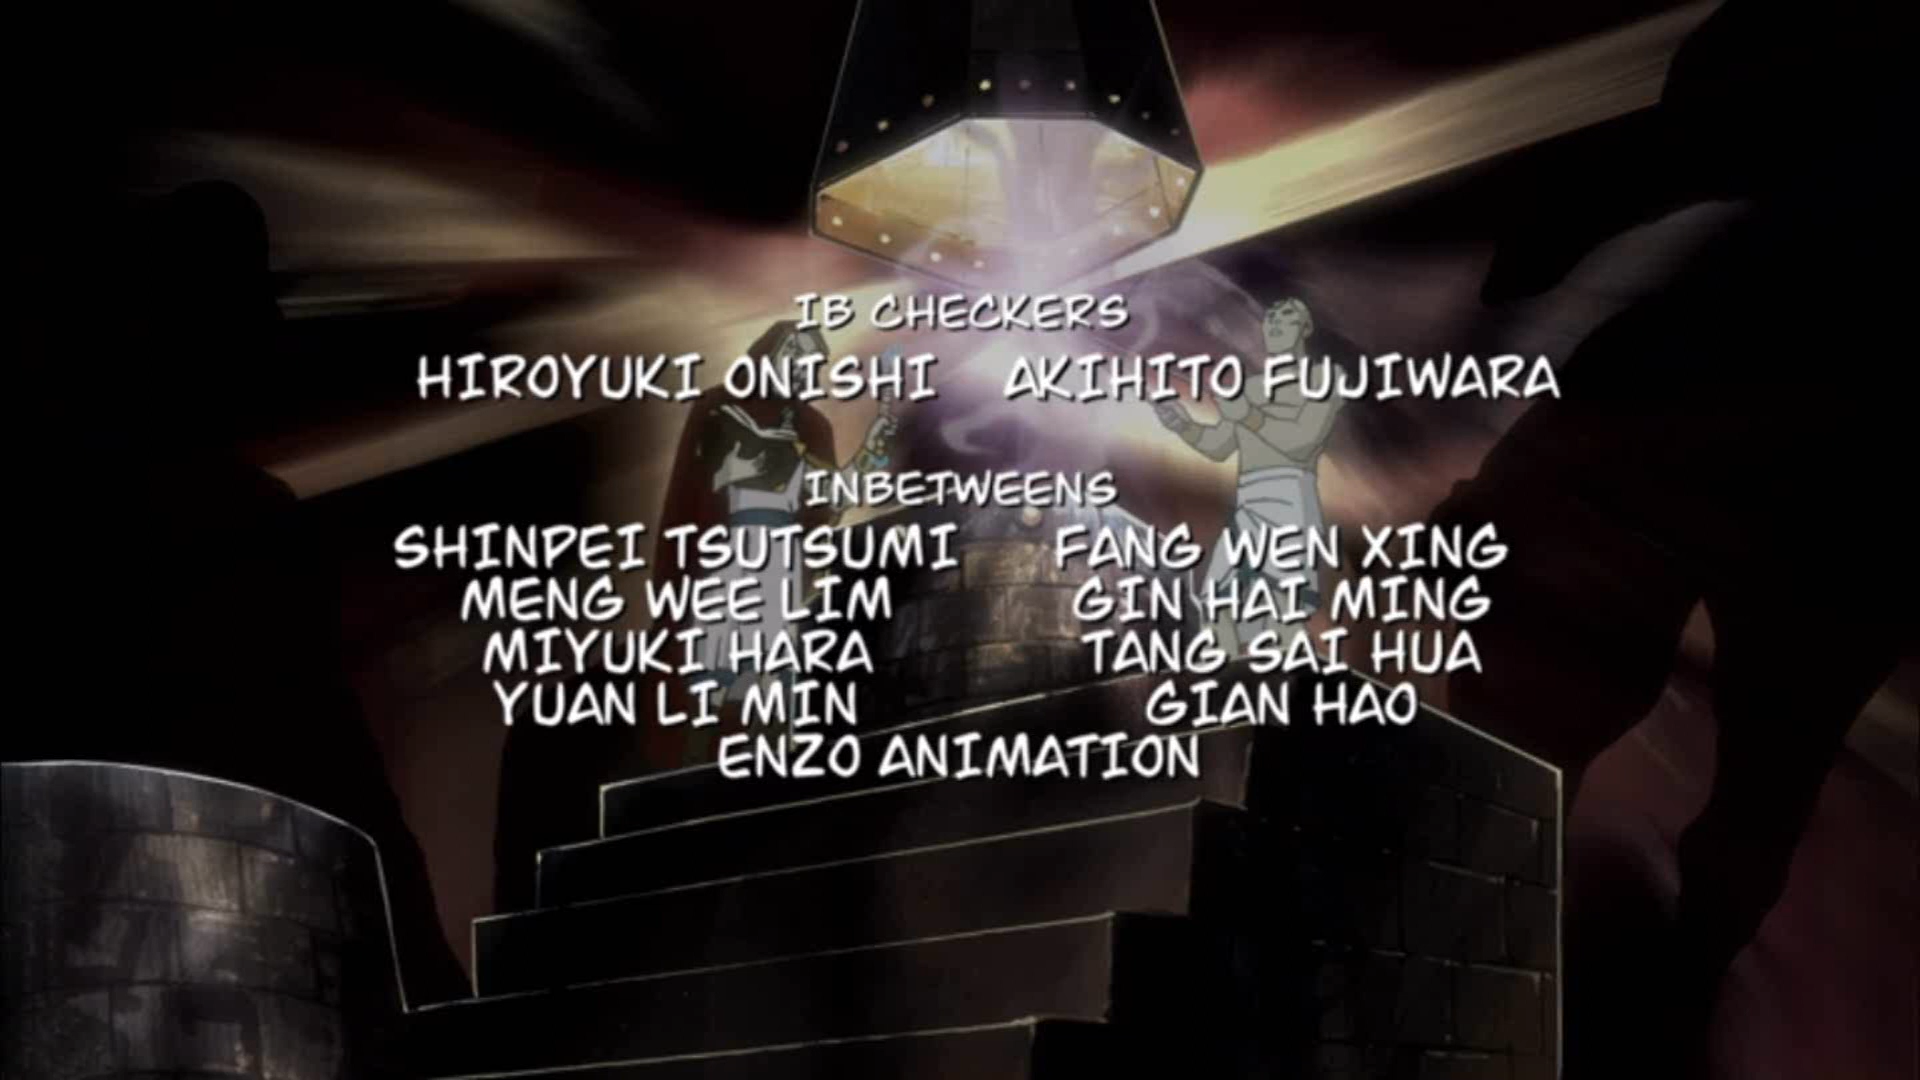 IB CHECKERS
HIROYUKI ONISHI AKIHITO FUJIWARA
INBETWEENS
SHINPEI TSUTSUMI FANG WEN XING
MENG WEE LIM GIN HAI MING
MIYUKI HARA TANG SAI HUA
YUAN LI MIN GIAN HAO
ENZO ANIMATION